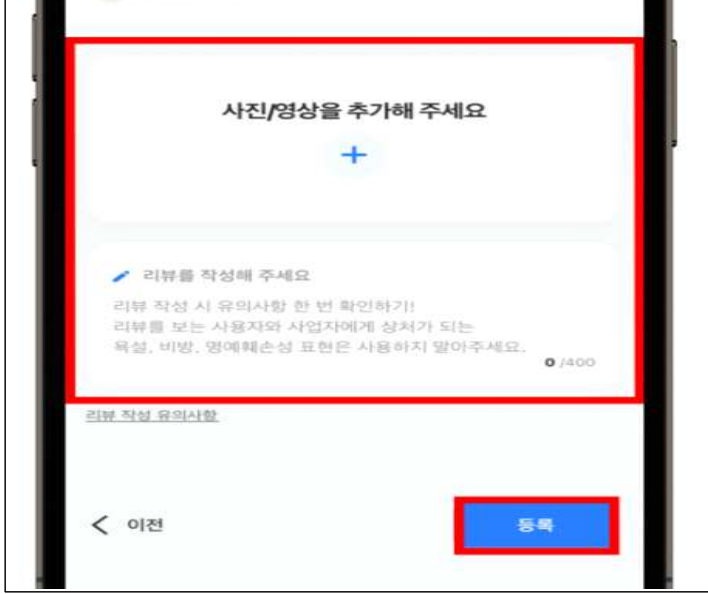 사진/영상을 추가해 주세요
리뷰를 작성해 주세요
리뷰 작성 시 유의사항 한 번 확인하기!
리뷰를 보는 사용자와 사업자에게 상처가 되는
욕설, 비방, 명예훼손성 표현은 사용하지 말아주세요.
0 /400
리뷰 작성 유의사항
이전
등록